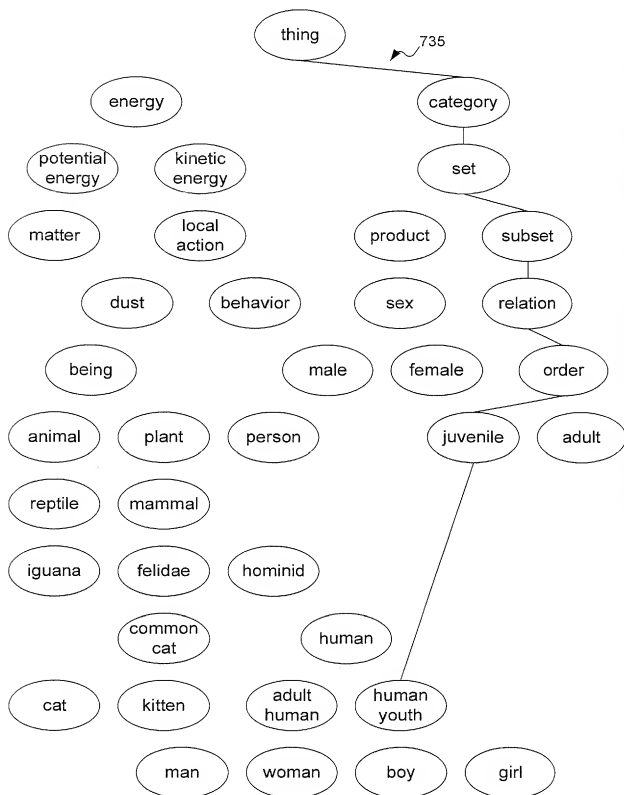 thing
735
energy
category
potential
energy
kinetic
energy
set
matter
local
action
product
subset
dust
behavior
sex
relation
being
male
female
order
animal
plant
person
juvenile
adult
reptile
mammal
iguana
felidae
hominid
common
cat
human
cat
kitten
adult
human
human
youth
man
woman
boy
girl